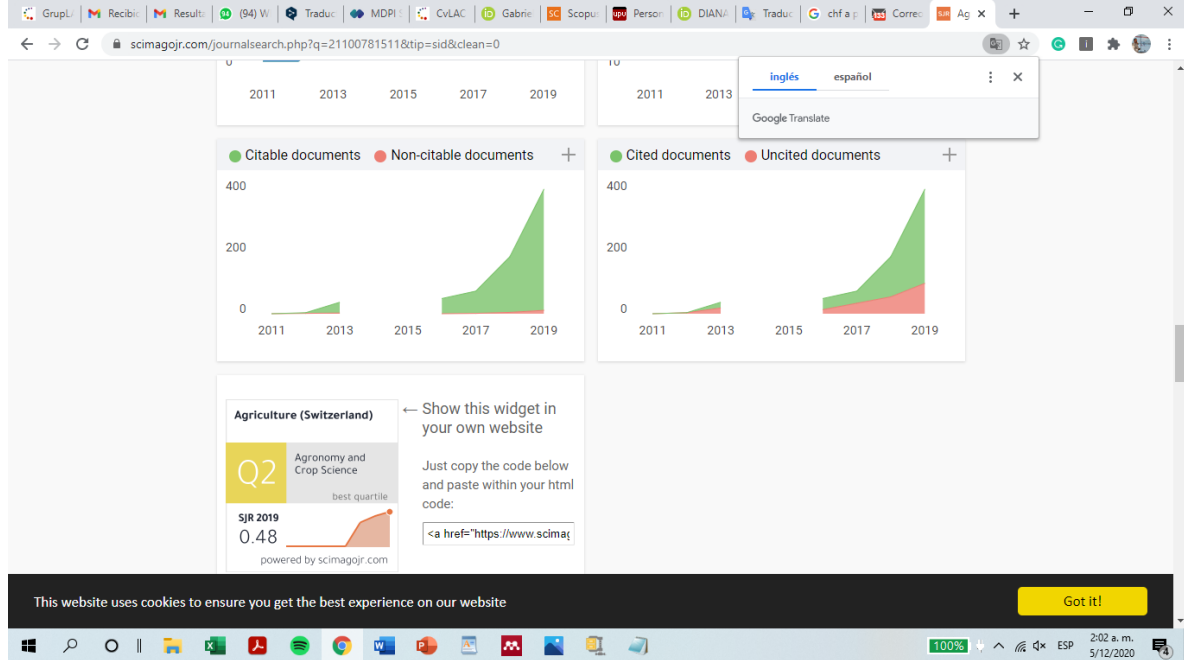 GrupL
Recibic
Result
(94) W
Traduc
MDPI S
CvLAC
Gabrie
Scopu
Person
DIANA
Traduc
chf a p
Correc
Ag
scimagojr.com/journalsearch.php?q=21100781511&tip=sid&clean=0
inglés español
Google Translate
0
2011 2013 2015 2017 2019
10
2011 2013
Citable documents Non-citable documents
400
200
0
2011 2013 2015 2017 2019
Cited documents Uncited documents
400
200
0
2011 2013 2015 2017 2019
Agriculture (Switzerland)
Q2
Agronomy and
Crop Science
best quartile
SJR 2019
0.48
powered by scimagojr.com
← Show this widget in
your own website
Just copy the code below
and paste within your html
code:
<a href="https://www.scimag
This website uses cookies to ensure you get the best experience on our website
Got it!
100%
ESP
2:02 a. m.
5/12/2020
4